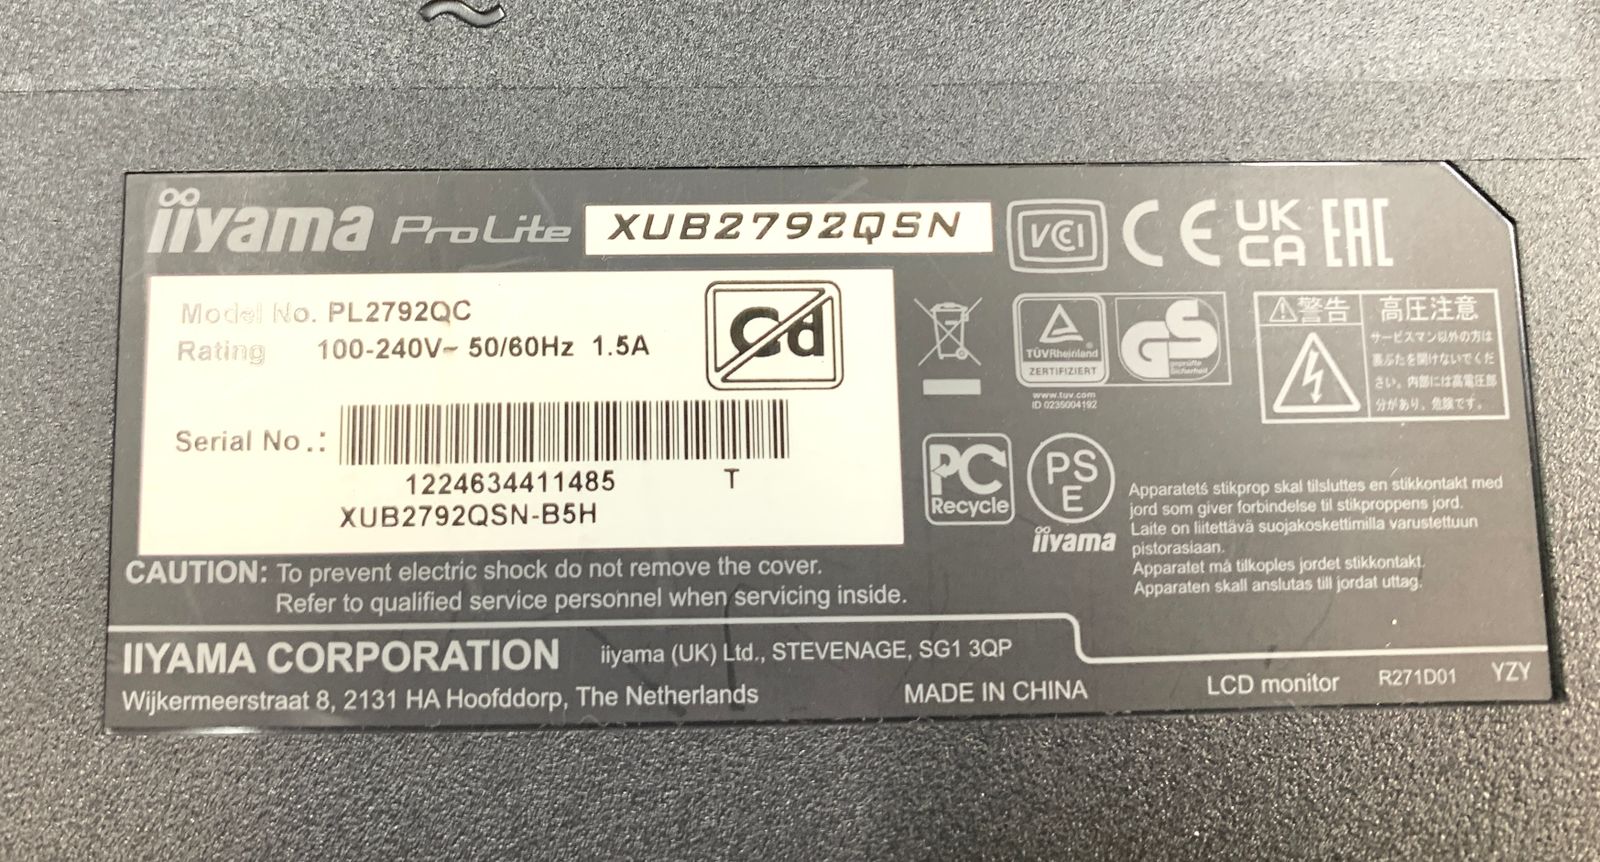 iiyama ProLite XUB2792QSN
VCCI CE UK CA EAC
Model No. PL2792QC
Rating 100-240V~ 50/60Hz 1.5A
Cd
Serial No.:
1224634411485 T
XUB2792QSN-B5H
TÜVRheinland
ZERTIFIZIERT
GS
geprüfte
Sicherheit
www.tuv.com
ID 0235004192
警告 高圧注意
サービスマン以外の方は
裏ぶたを開けないでくだ
さい。内部には高電圧部
分があり、危険です。
PC
Recycle
PS
E
iiyama
Apparatets stikprop skal tilsluttes en stikkontakt med
jord som giver forbindelse til stikproppens jord.
Laite on liitettävä suojakoskettimilla varustettuun
pistorasiaan.
Apparatet må tilkoples jordet stikkontakt.
Apparaten skall anslutas till jordat uttag.
CAUTION: To prevent electric shock do not remove the cover.
Refer to qualified service personnel when servicing inside.
IIYAMA CORPORATION iiyama (UK) Ltd., STEVENAGE, SG1 3QP
Wijkermeerstraat 8, 2131 HA Hoofddorp, The Netherlands
MADE IN CHINA
LCD monitor R271D01 YZY